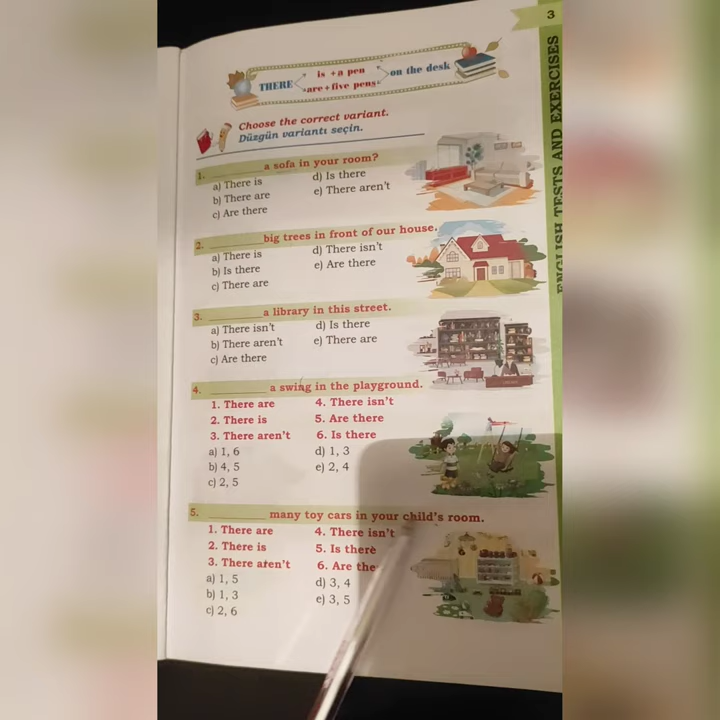 3
THERE is + a pen on the desk
are + five pens
ENGLISH TESTS AND EXERCISES
Choose the correct variant.
Düzgün variantı seçin.
1. ________ a sofa in your room?
a) There is d) Is there
b) There are e) There aren't
c) Are there
2. ________ big trees in front of our house.
a) There is d) There isn't
b) Is there e) Are there
c) There are
3. ________ a library in this street.
a) There isn't d) Is there
b) There aren't e) There are
c) Are there
4. ________ a swing in the playground.
1. There are 4. There isn't
2. There is 5. Are there
3. There aren't 6. Is there
a) 1, 6 d) 1, 3
b) 4, 5 e) 2, 4
c) 2, 5
5. ________ many toy cars in your child's room.
1. There are 4. There isn't
2. There is 5. Is there
3. There aren't 6. Are
a) 1, 5 d) 3, 4
b) 1, 3 e) 3, 5
c) 2, 6